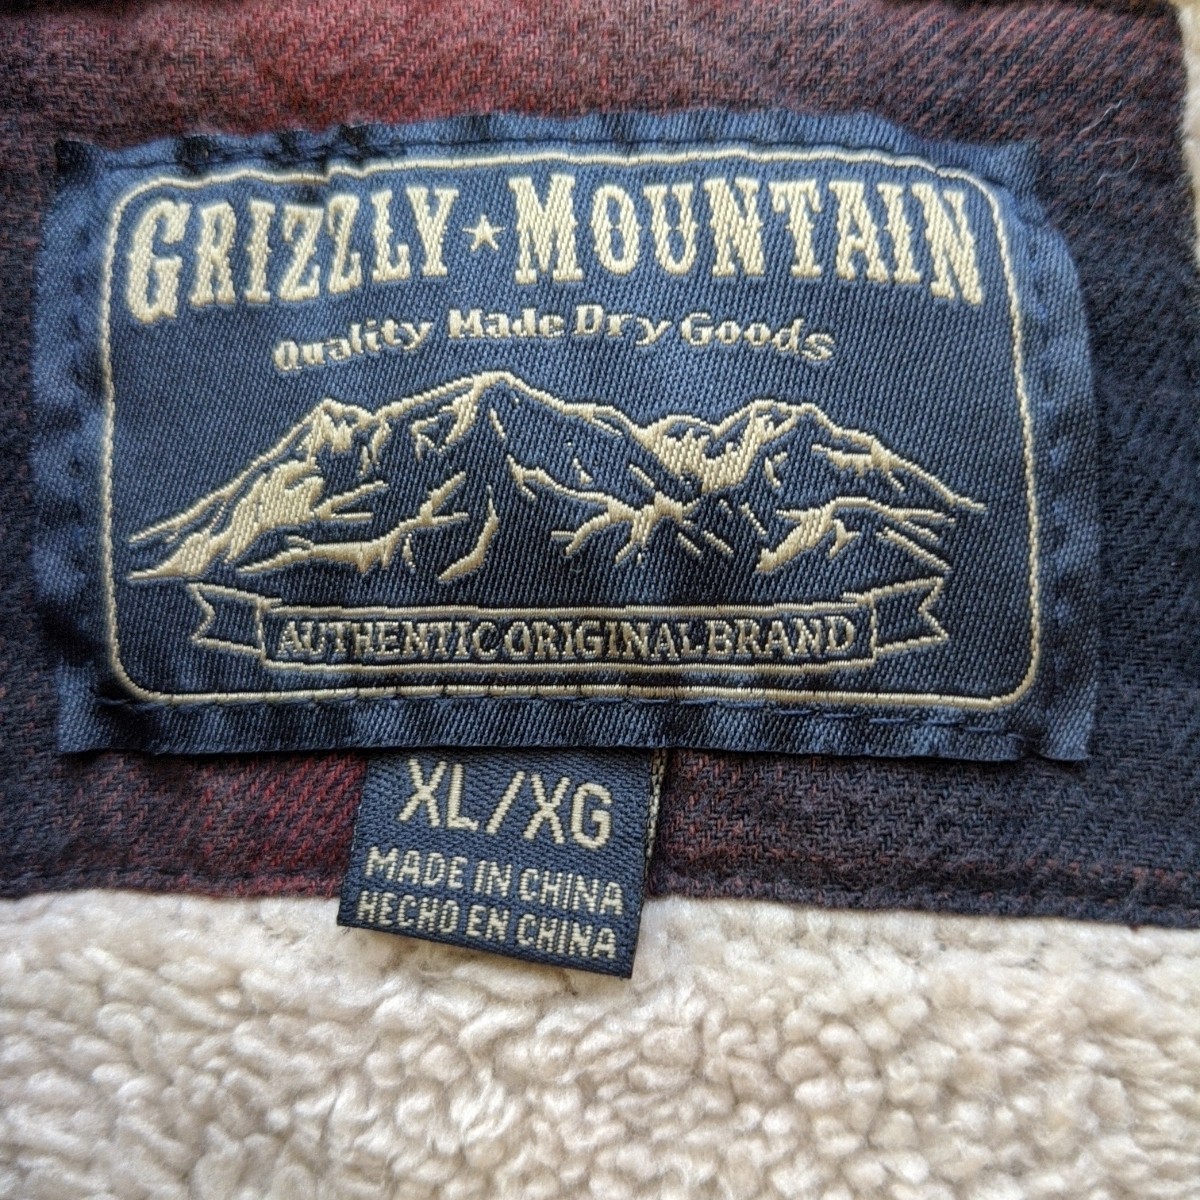 GRIZZLY★MOUNTAIN
Quality Made Dry Goods
AUTHENTIC ORIGINAL BRAND
XL/XG
MADE IN CHINA
HECHO EN CHINA